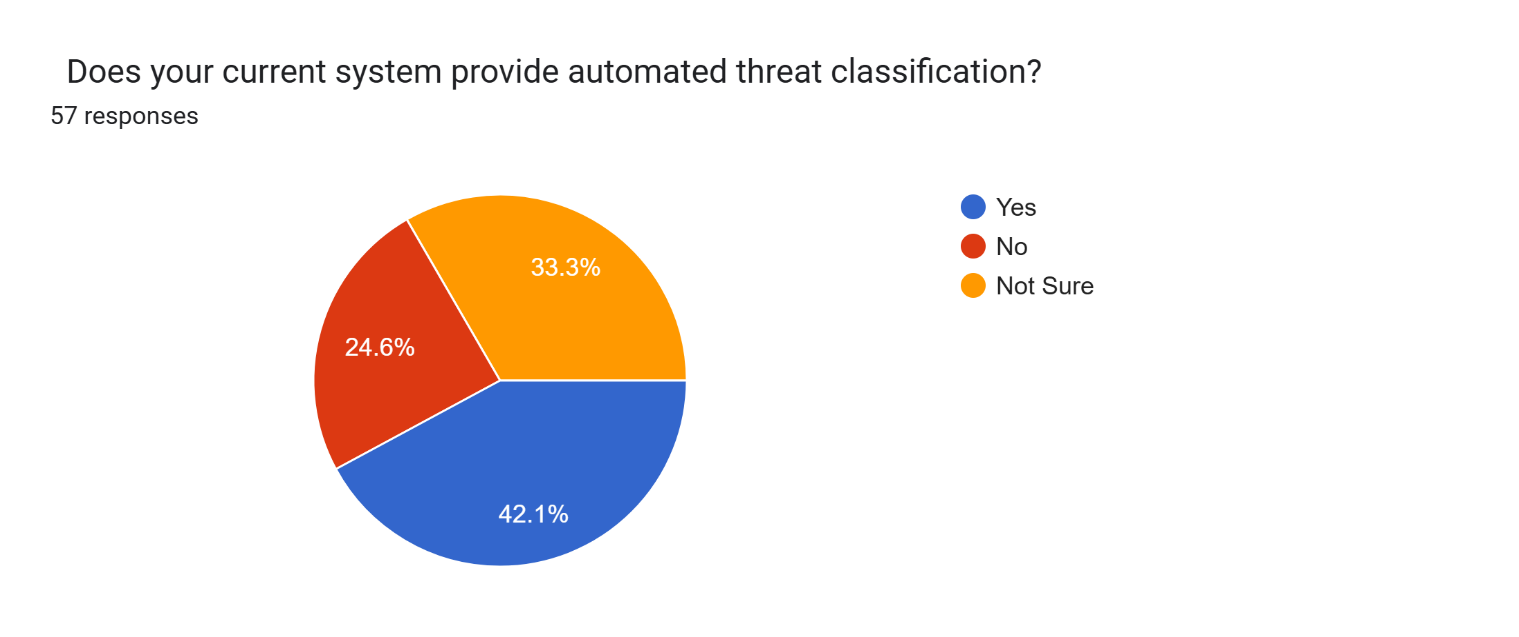 Does your current system provide automated threat classification?
57 responses
Yes
No
Not Sure
33.3%
24.6%
42.1%